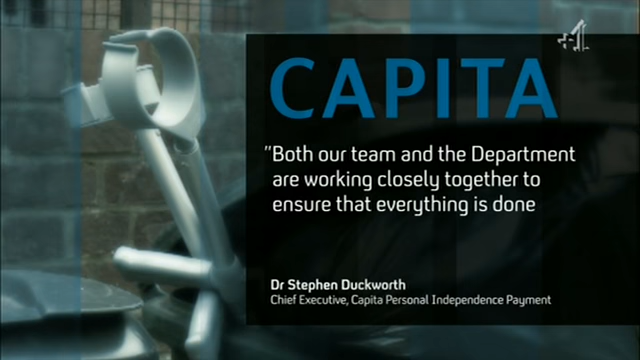 CAPITA
"Both our team and the Department
are working closely together to
ensure that everything is done
Dr Stephen Duckworth
Chief Executive, Capita Personal Independence Payment